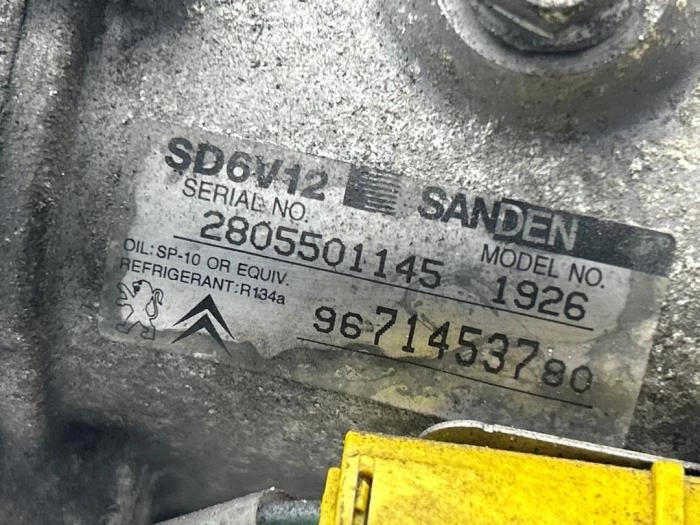 SD6V12 SANDEN
SERIAL NO. MODEL NO.
2805501145 1926
OIL: SP-10 OR EQUIV.
REFRIGERANT: R134a
9671453780